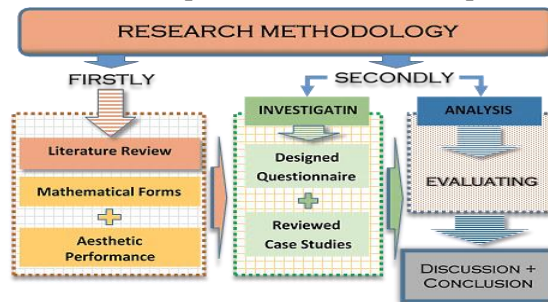 RESEARCH METHODOLOGY
FIRSTLY
SECONDLY
INVESTIGATIN
ANALYSIS
Literature Review
Mathematical Forms
Aesthetic
Performance
Designed
Questionnaire
Reviewed
Case Studies
EVALUATING
DISCUSSION +
CONCLUSION